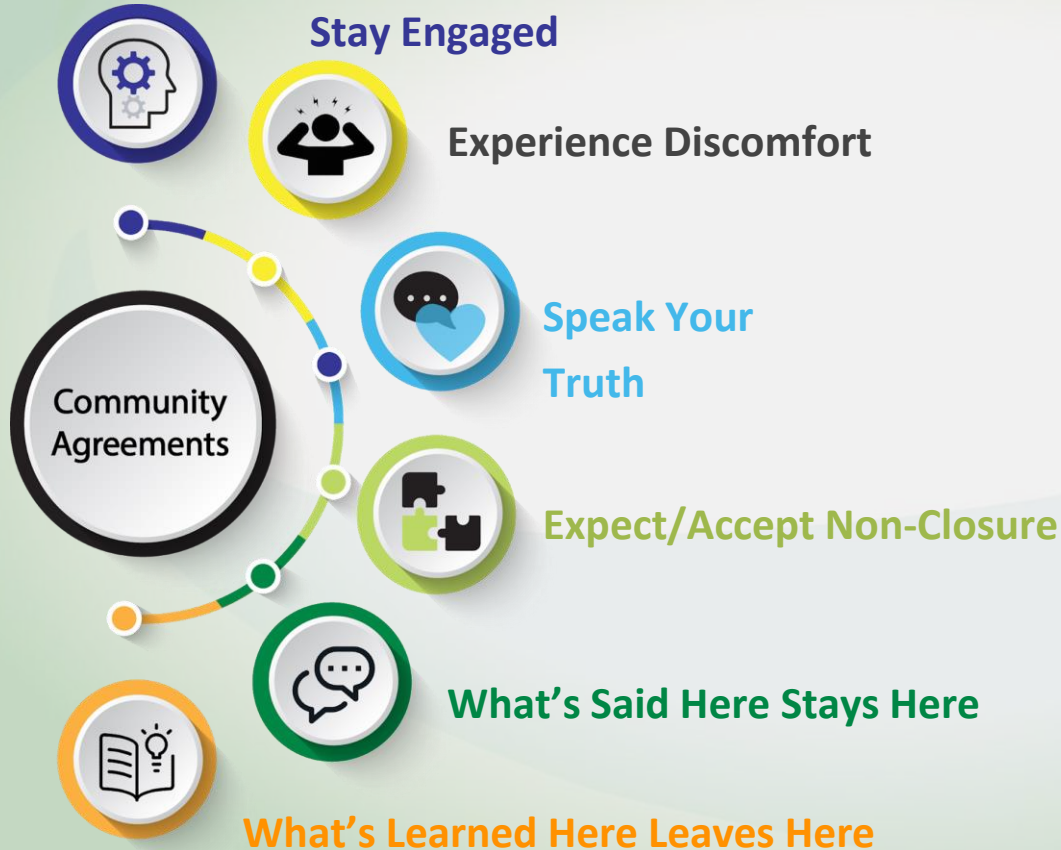 Stay Engaged
Experience Discomfort
Speak Your
Truth
Community
Agreements
Expect/Accept Non-Closure
What’s Said Here Stays Here
What’s Learned Here Leaves Here